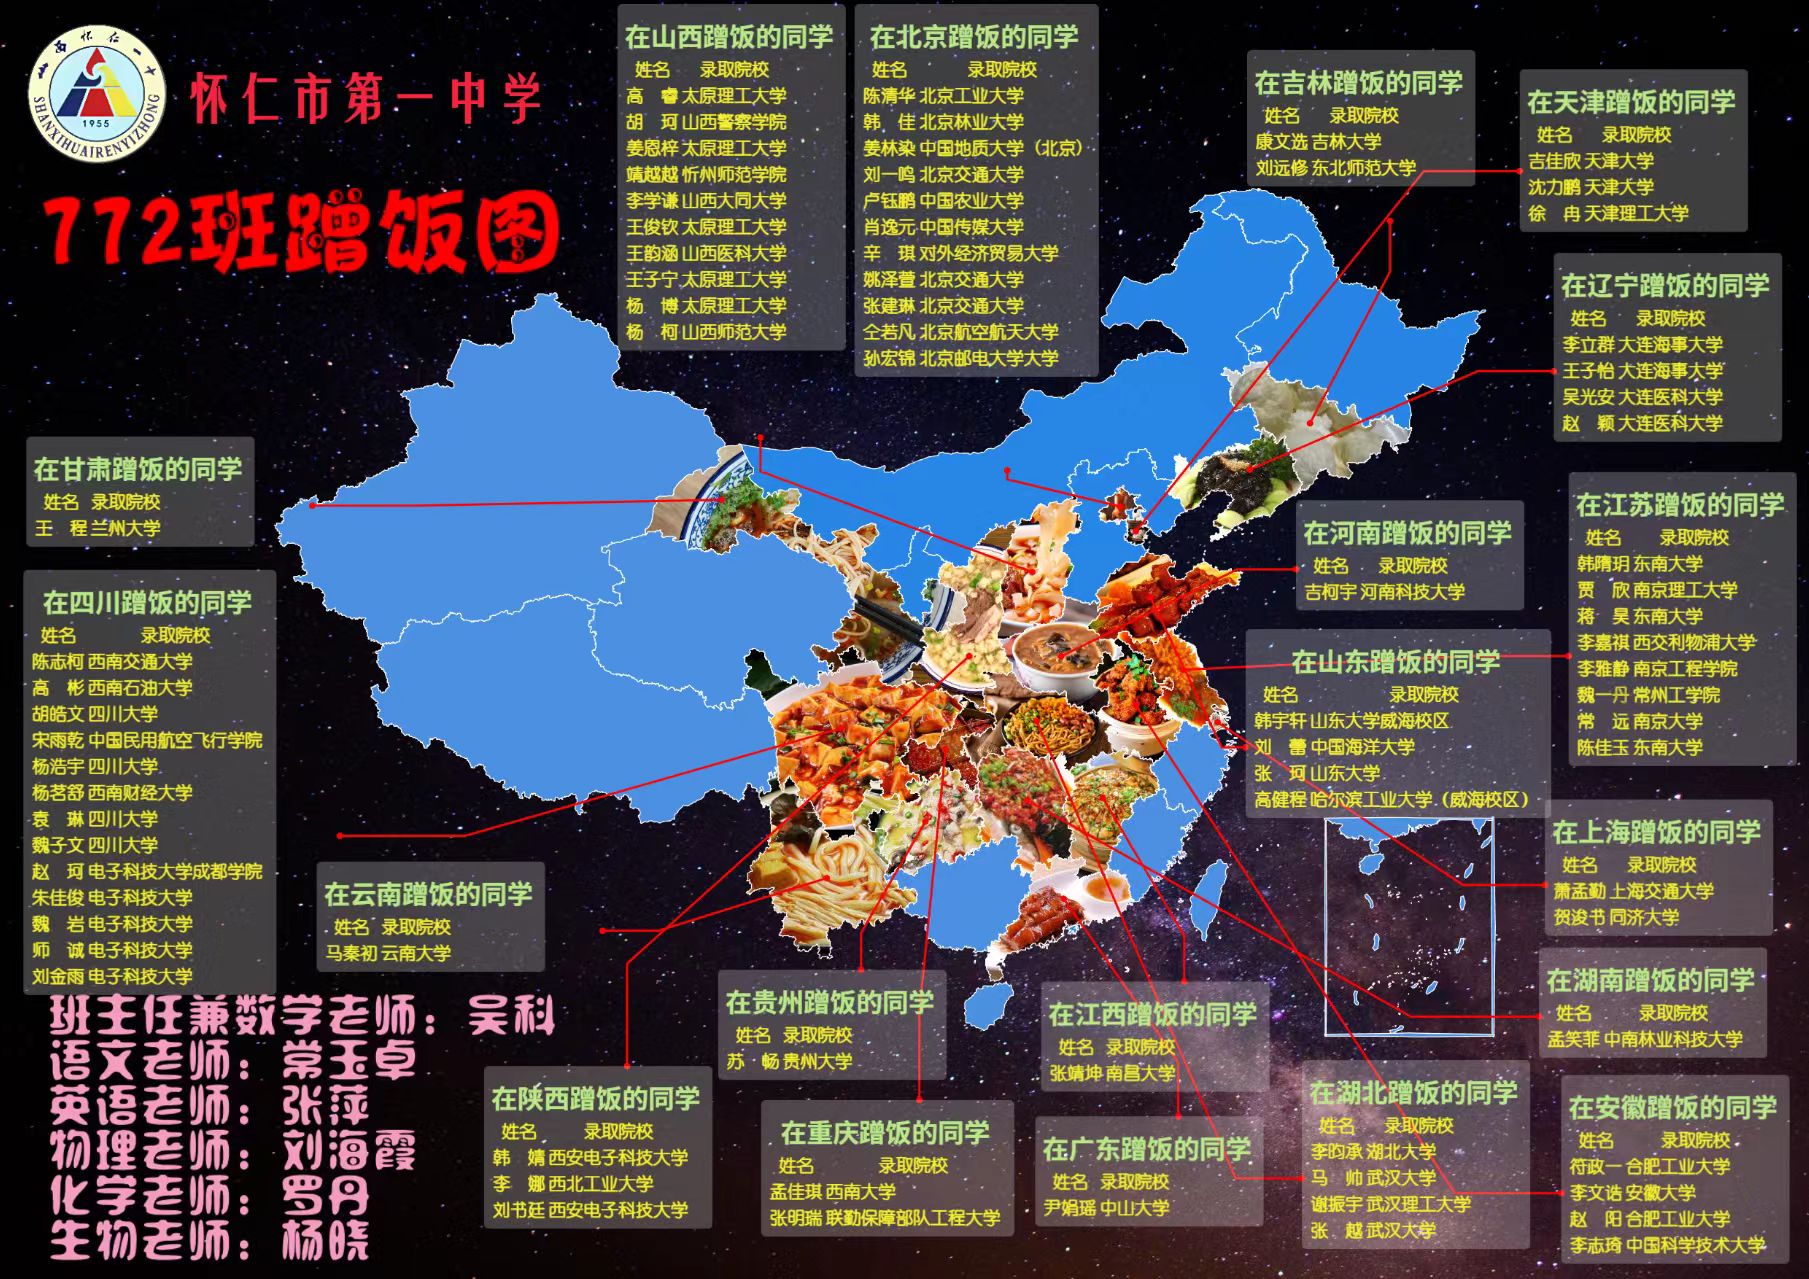 山西怀仁一中
SHANXIHUAIRENYIZHONG
1955
怀仁市第一中学
772班蹭饭图
在山西蹭饭的同学
姓名 录取院校
高 睿 太原理工大学
胡 珂 山西警察学院
姜恩梓 太原理工大学
靖越越 忻州师范学院
李学谦 山西大同大学
王俊钦 太原理工大学
王韵涵 山西医科大学
王子宁 太原理工大学
杨 博 太原理工大学
杨 柯 山西师范大学
在北京蹭饭的同学
姓名 录取院校
陈清华 北京工业大学
韩 佳 北京林业大学
姜林染 中国地质大学（北京）
刘一鸣 北京交通大学
卢钰鹏 中国农业大学
肖逸元 中国传媒大学
辛 琪 对外经济贸易大学
姚泽萱 北京交通大学
张建琳 北京交通大学
仝若凡 北京航空航天大学
孙宏锦 北京邮电大学大学
在吉林蹭饭的同学
姓名 录取院校
康文选 吉林大学
刘远修 东北师范大学
在天津蹭饭的同学
姓名 录取院校
吉佳欣 天津大学
沈力鹏 天津大学
徐 冉 天津理工大学
在辽宁蹭饭的同学
姓名 录取院校
李立群 大连海事大学
王子怡 大连海事大学
吴光安 大连医科大学
赵 颖 大连医科大学
在甘肃蹭饭的同学
姓名 录取院校
王 程 兰州大学
在河南蹭饭的同学
姓名 录取院校
吉柯宇 河南科技大学
在江苏蹭饭的同学
姓名 录取院校
韩隋玥 东南大学
贾 欣 南京理工大学
蒋 昊 东南大学
李嘉祺 西交利物浦大学
李雅静 南京工程学院
魏一丹 常州工学院
常 远 南京大学
陈佳玉 东南大学
在四川蹭饭的同学
姓名 录取院校
陈志柯 西南交通大学
高 彬 西南石油大学
胡皓文 四川大学
宋雨乾 中国民用航空飞行学院
杨浩宇 四川大学
杨茗舒 西南财经大学
袁 琳 四川大学
魏子文 四川大学
赵 珂 电子科技大学成都学院
朱佳俊 电子科技大学
魏 岩 电子科技大学
师 诚 电子科技大学
刘金雨 电子科技大学
在山东蹭饭的同学
姓名 录取院校
韩宇轩 山东大学威海校区
刘 蕾 中国海洋大学
张 珂 山东大学
高健程 哈尔滨工业大学（威海校区）
在上海蹭饭的同学
姓名 录取院校
萧孟勤 上海交通大学
贺浚书 同济大学
在云南蹭饭的同学
姓名 录取院校
马秦初 云南大学
在湖南蹭饭的同学
姓名 录取院校
孟笑菲 中南林业科技大学
在贵州蹭饭的同学
姓名 录取院校
苏 畅 贵州大学
在江西蹭饭的同学
姓名 录取院校
张靖坤 南昌大学
在陕西蹭饭的同学
姓名 录取院校
韩 婧 西安电子科技大学
李 娜 西北工业大学
刘书廷 西安电子科技大学
在重庆蹭饭的同学
姓名 录取院校
孟佳琪 西南大学
张明瑞 联勤保障部队工程大学
在广东蹭饭的同学
姓名 录取院校
尹娟瑶 中山大学
在湖北蹭饭的同学
姓名 录取院校
李昀承 湖北大学
马 帅 武汉大学
谢振宇 武汉理工大学
张 越 武汉大学
在安徽蹭饭的同学
姓名 录取院校
符政一 合肥工业大学
李文诰 安徽大学
赵 阳 合肥工业大学
李志琦 中国科学技术大学
班主任兼数学老师：吴科
语文老师：常玉卓
英语老师：张萍
物理老师：刘海霞
化学老师：罗丹
生物老师：杨晓